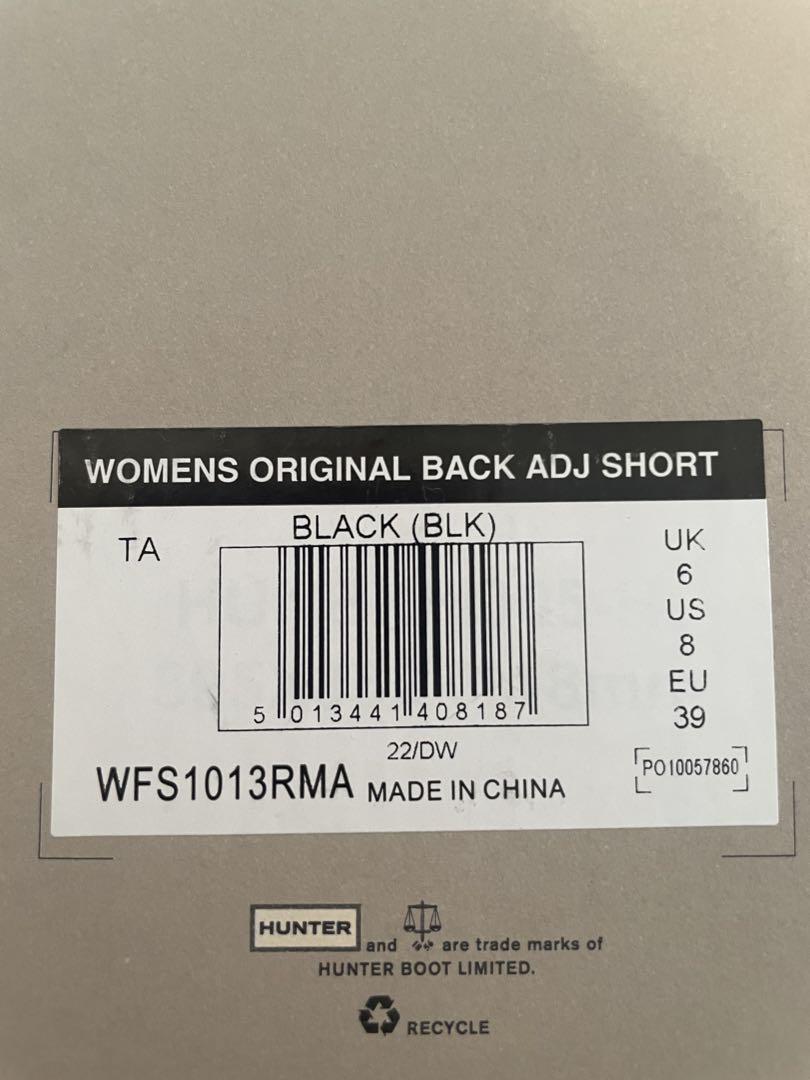 WOMENS ORIGINAL BACK ADJ SHORT
TA
BLACK (BLK)
5 013441 408187
22/DW
WFS1013RMA MADE IN CHINA
UK
6
US
8
EU
39
PO10057860
HUNTER and are trade marks of
HUNTER BOOT LIMITED.
RECYCLE